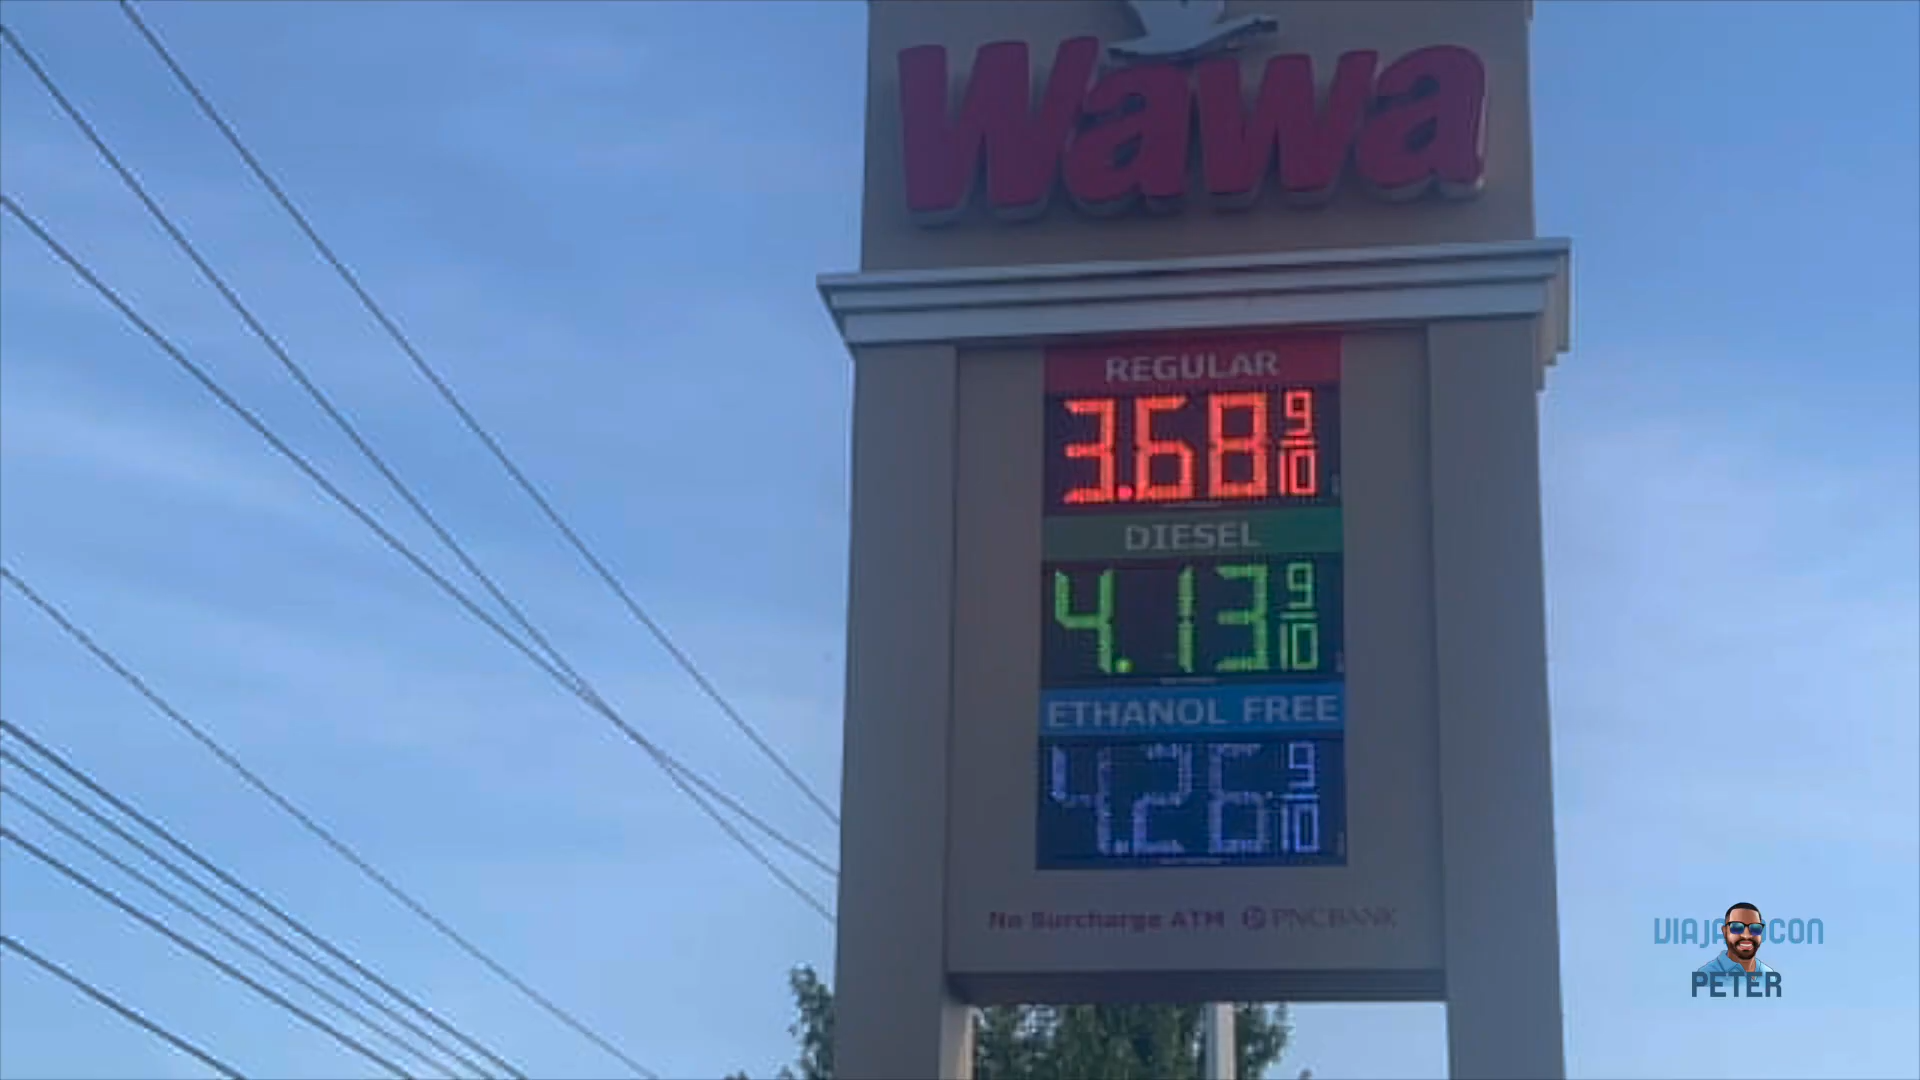 Wawa
REGULAR
3.68 9/10
DIESEL
4.13 9/10
ETHANOL FREE
4.26 9/10
No Surcharge ATM PNCBANK
VIAJA CON
PETER